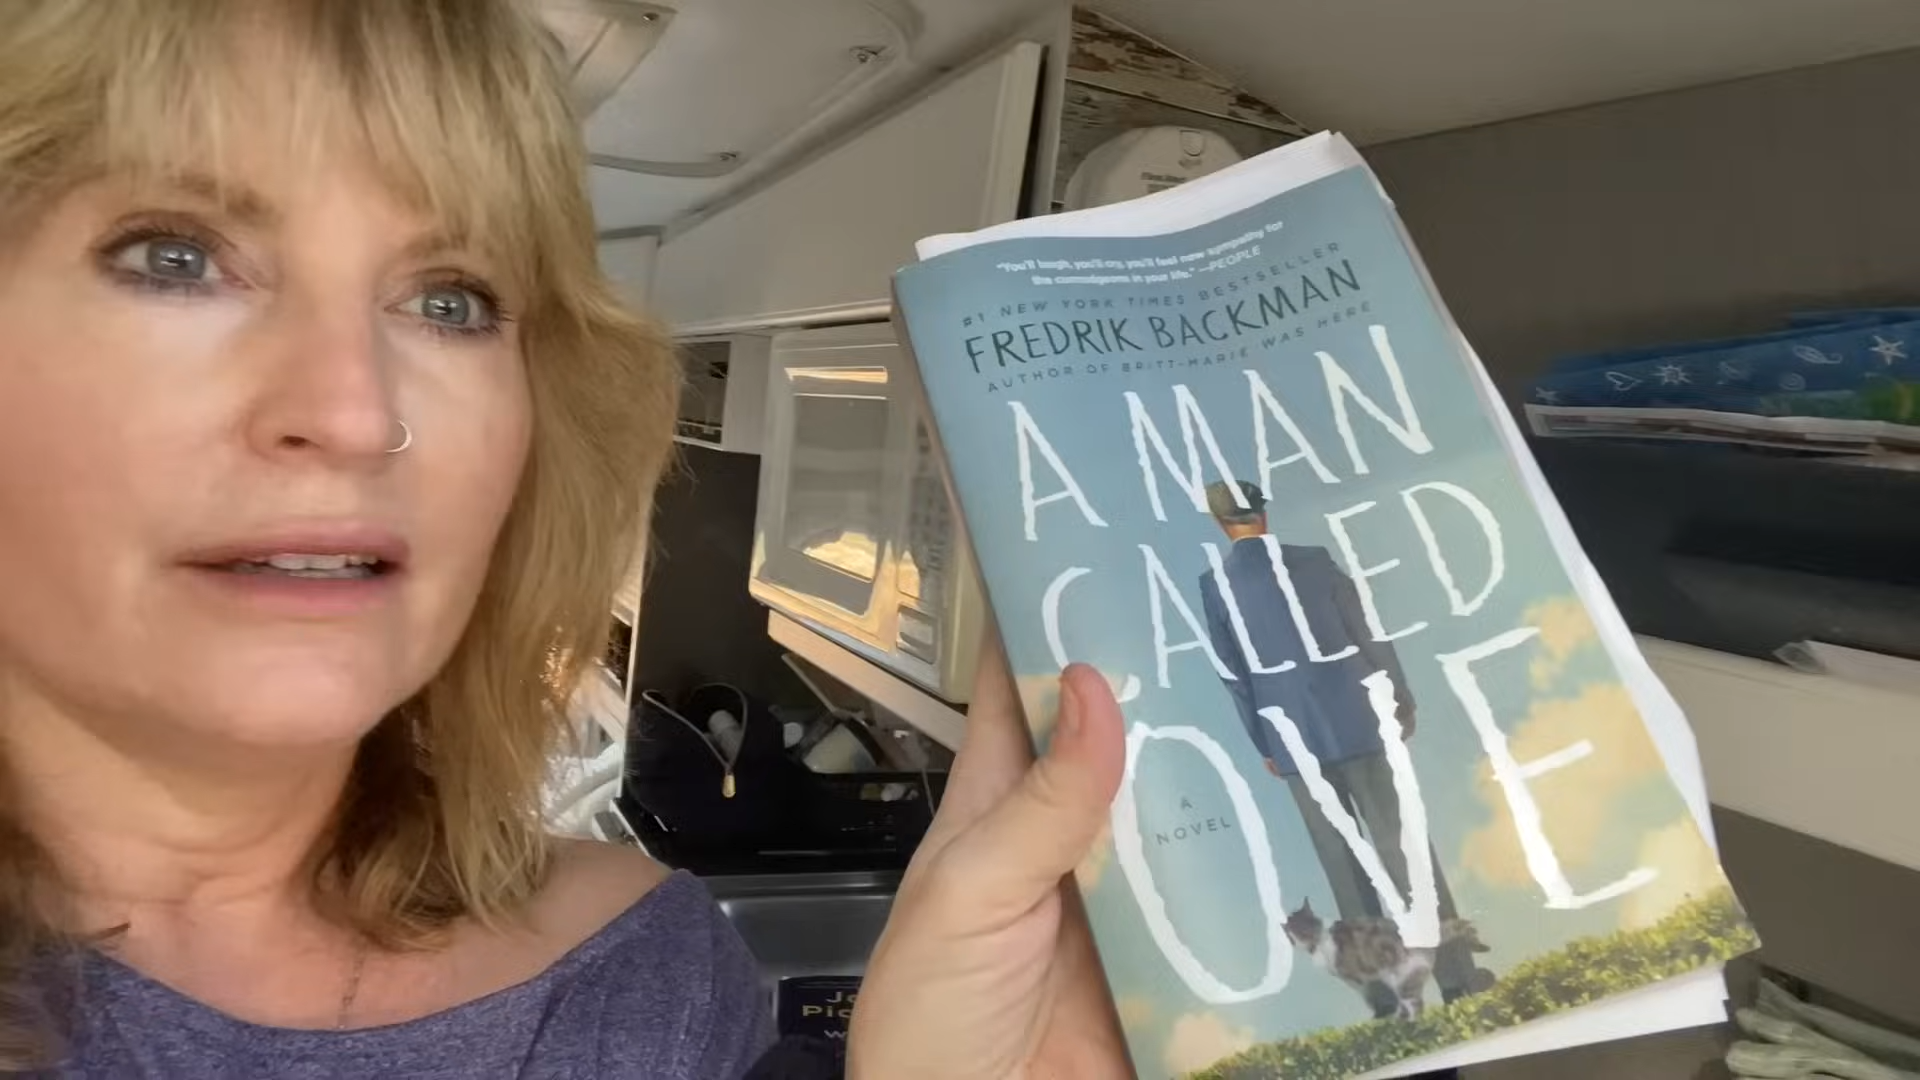 "You'll laugh, you'll cry, you'll feel new sympathy for
the curmudgeons in your life." —PEOPLE
#1 NEW YORK TIMES BESTSELLER
FREDRIK BACKMAN
AUTHOR OF BRITT-MARIE WAS HERE
A MAN
CALLED
OVE
A
NOVEL